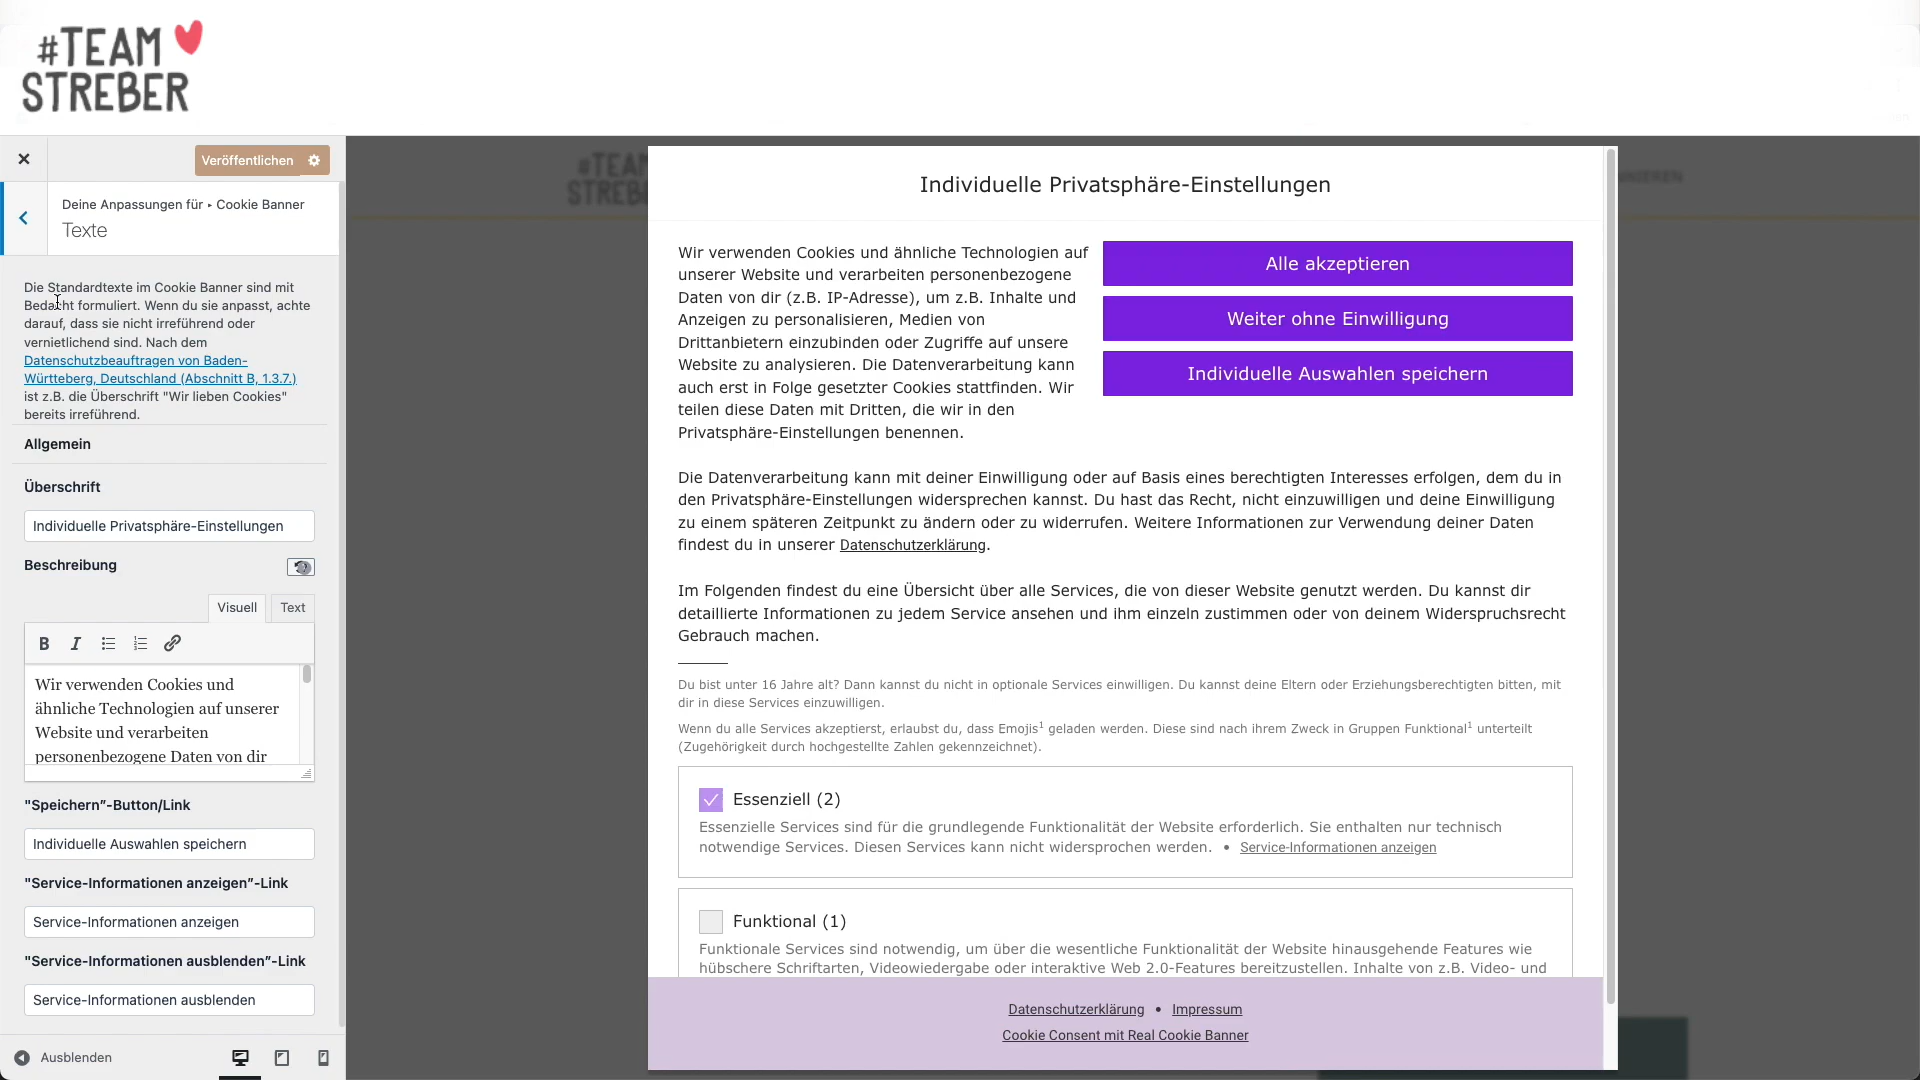 #TEAM
STREBER
Veröffentlichen
Deine Anpassungen für ▸ Cookie Banner
Texte
Die Standardtexte im Cookie Banner sind mit
Bedacht formuliert. Wenn du sie anpasst, achte
darauf, dass sie nicht irreführend oder
vernietlichend sind. Nach dem
Datenschutzbeauftragen von Baden-
Württeberg, Deutschland (Abschnitt B, 1.3.7.)
ist z.B. die Überschrift "Wir lieben Cookies"
bereits irreführend.
Allgemein
Überschrift
Individuelle Privatsphäre-Einstellungen
Beschreibung
Visuell
Text
Wir verwenden Cookies und
ähnliche Technologien auf unserer
Website und verarbeiten
personenbezogene Daten von dir
"Speichern"-Button/Link
Individuelle Auswahlen speichern
"Service-Informationen anzeigen"-Link
Service-Informationen anzeigen
"Service-Informationen ausblenden"-Link
Service-Informationen ausblenden
Ausblenden
#TEAM
Individuelle Privatsphäre-Einstellungen
Wir verwenden Cookies und ähnliche Technologien auf
unserer Website und verarbeiten personenbezogene
Daten von dir (z.B. IP-Adresse), um z.B. Inhalte und
Anzeigen zu personalisieren, Medien von
Drittanbietern einzubinden oder Zugriffe auf unsere
Website zu analysieren. Die Datenverarbeitung kann
auch erst in Folge gesetzter Cookies stattfinden. Wir
teilen diese Daten mit Dritten, die wir in den
Privatsphäre-Einstellungen benennen.
Alle akzeptieren
Weiter ohne Einwilligung
Individuelle Auswahlen speichern
Die Datenverarbeitung kann mit deiner Einwilligung oder auf Basis eines berechtigten Interesses erfolgen, dem du in
den Privatsphäre-Einstellungen widersprechen kannst. Du hast das Recht, nicht einzuwilligen und deine Einwilligung
zu einem späteren Zeitpunkt zu ändern oder zu widerrufen. Weitere Informationen zur Verwendung deiner Daten
findest du in unserer Datenschutzerklärung.
Im Folgenden findest du eine Übersicht über alle Services, die von dieser Website genutzt werden. Du kannst dir
detaillierte Informationen zu jedem Service ansehen und ihm einzeln zustimmen oder von deinem Widerspruchsrecht
Gebrauch machen.
Du bist unter 16 Jahre alt? Dann kannst du nicht in optionale Services einwilligen. Du kannst deine Eltern oder Erziehungsberechtigten bitten, mit
dir in diese Services einzuwilligen.
Wenn du alle Services akzeptierst, erlaubst du, dass Emojis¹ geladen werden. Diese sind nach ihrem Zweck in Gruppen Funktional¹ unterteilt
(Zugehörigkeit durch hochgestellte Zahlen gekennzeichnet).
Essenziell (2)
Essenzielle Services sind für die grundlegende Funktionalität der Website erforderlich. Sie enthalten nur technisch
notwendige Services. Diesen Services kann nicht widersprochen werden. • Service-Informationen anzeigen
Funktional (1)
Funktionale Services sind notwendig, um über die wesentliche Funktionalität der Website hinausgehende Features wie
hübschere Schriftarten, Videowiedergabe oder interaktive Web 2.0-Features bereitzustellen. Inhalte von z.B. Video- und
Datenschutzerklärung • Impressum
Cookie Consent mit Real Cookie Banner